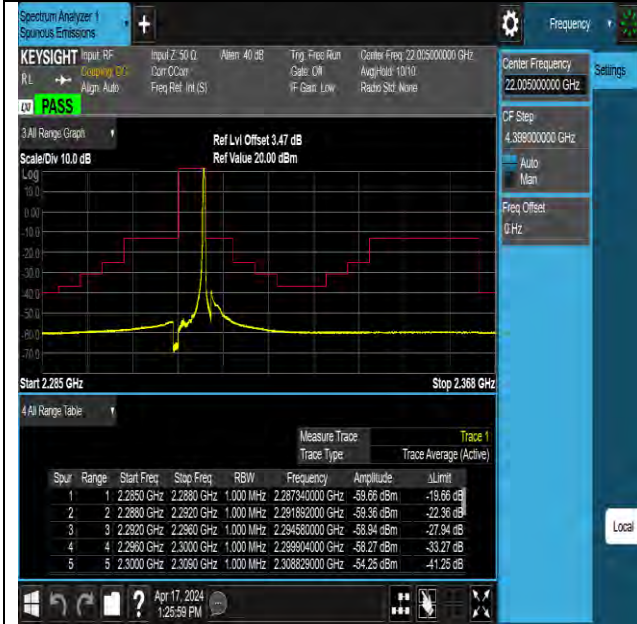 Spectrum Analyzer 1
Spurious Emissions
Frequency
KEYSIGHT Input: RF Input Z: 50 Ω Atten: 40 dB Trig: Free Run Center Freq: 22.005000000 GHz
RL Coupling: DC Corr CCorr Gate: Off Avg|Hold: 10/10
Align: Auto Freq Ref: Int (S) IF Gain: Low Radio Std: None
PASS
Center Frequency
22.005000000 GHz
Settings
CF Step
4.399000000 GHz
Auto
Man
Freq Offset
0 Hz
3 All Range Graph
Ref Lvl Offset 3.47 dB
Scale/Div 10.0 dB Ref Value 20.00 dBm
Log
10.0
0.00
-10.0
-20.0
-30.0
-40.0
-50.0
-60.0
-70.0
Start 2.285 GHz Stop 2.368 GHz
4 All Range Table
Measure Trace Trace 1
Trace Type Trace Average (Active)
Spur Range Start Freq Stop Freq RBW Frequency Amplitude ΔLimit
1 1 2.2850 GHz 2.2880 GHz 1.000 MHz 2.287340000 GHz -59.66 dBm -19.66 dB
2 2 2.2880 GHz 2.2920 GHz 1.000 MHz 2.291892000 GHz -59.36 dBm -22.36 dB
3 3 2.2920 GHz 2.2960 GHz 1.000 MHz 2.294580000 GHz -58.94 dBm -27.94 dB
4 4 2.2960 GHz 2.3000 GHz 1.000 MHz 2.299904000 GHz -58.27 dBm -33.27 dB
5 5 2.3000 GHz 2.3090 GHz 1.000 MHz 2.308829000 GHz -54.25 dBm -41.25 dB
Local
Apr 17, 2024
1:25:59 PM